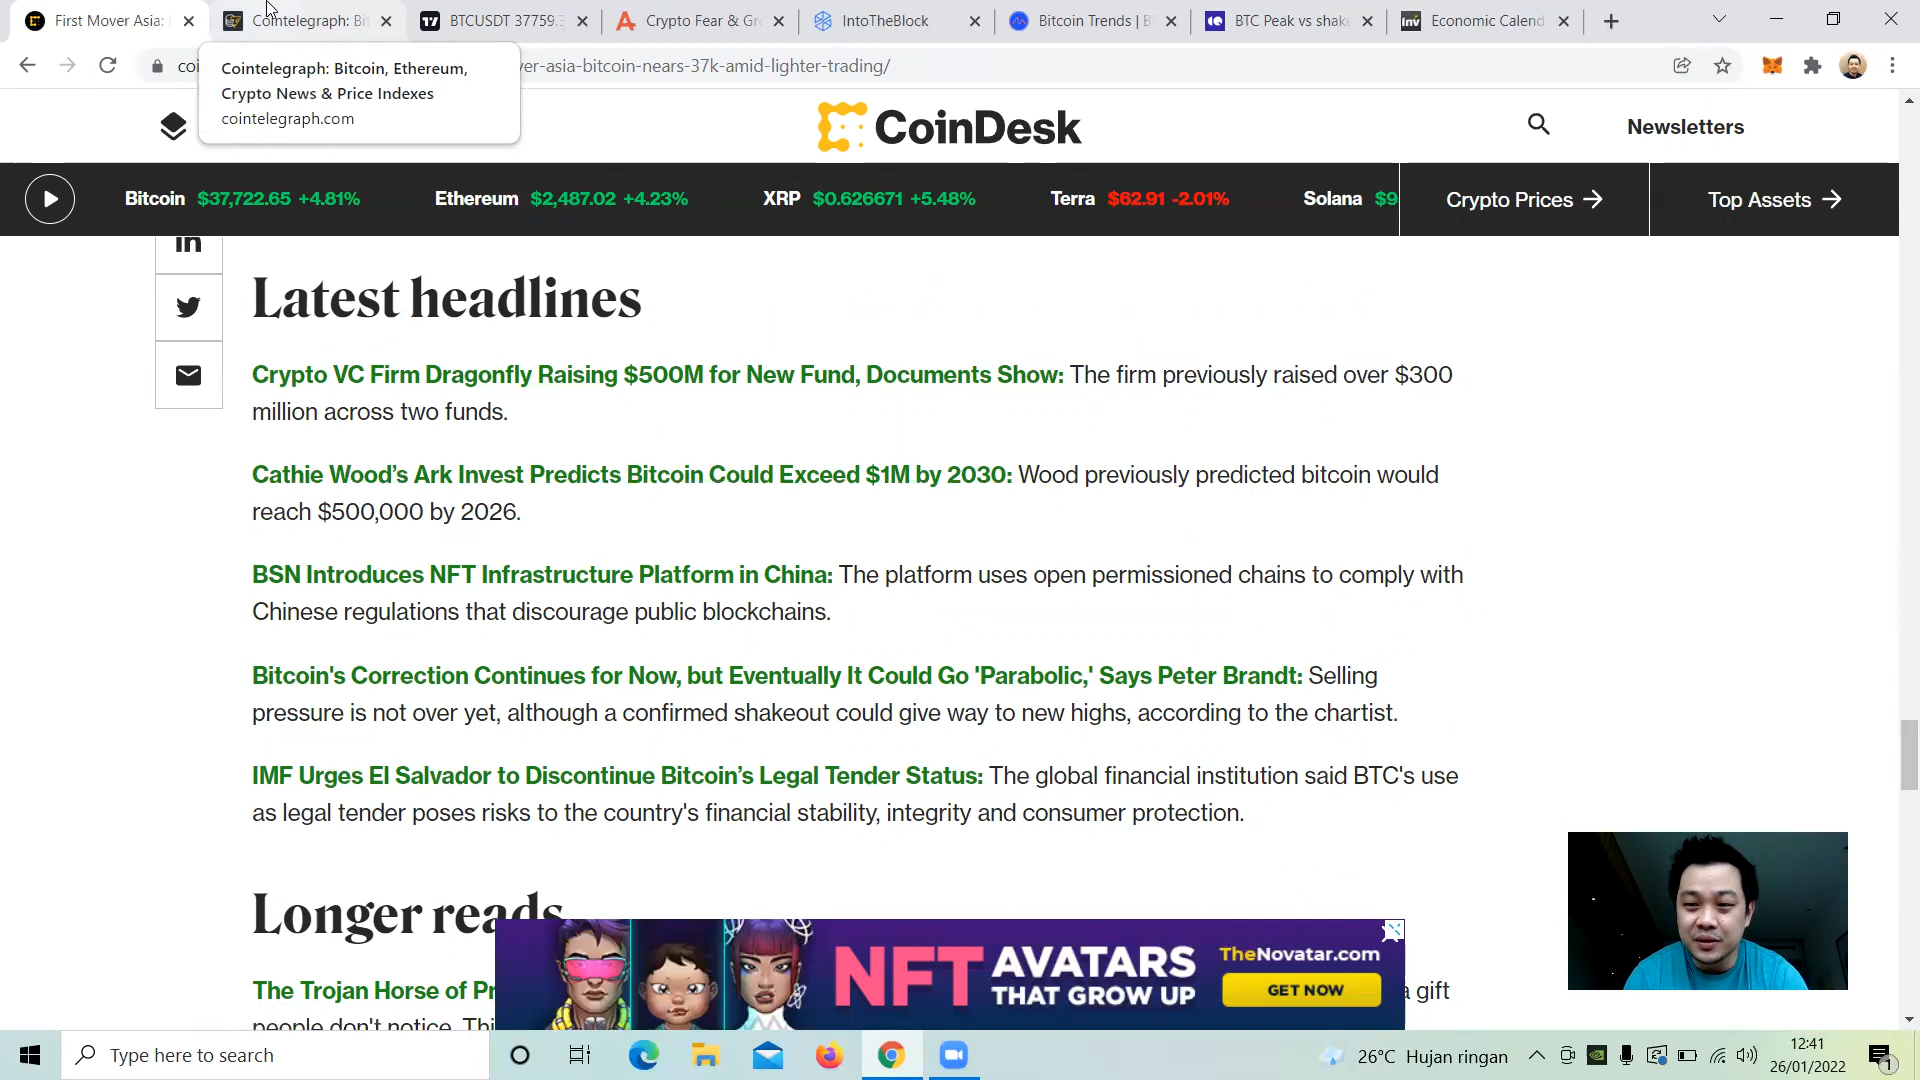 First Mover Asia:
Cointelegraph: Bit
BTCUSDT 37759.
Crypto Fear & Gr
IntoTheBlock
Bitcoin Trends | B
BTC Peak vs shak
Economic Calend
Cointelegraph: Bitcoin, Ethereum,
Crypto News & Price Indexes
cointelegraph.com
coi
er-asia-bitcoin-nears-37k-amid-lighter-trading/
CoinDesk
Newsletters
Bitcoin $37,722.65 +4.81%
Ethereum $2,487.02 +4.23%
XRP $0.626671 +5.48%
Terra $62.91 -2.01%
Solana $9
Crypto Prices →
Top Assets →
in
Latest headlines
Crypto VC Firm Dragonfly Raising $500M for New Fund, Documents Show: The firm previously raised over $300
million across two funds.
Cathie Wood’s Ark Invest Predicts Bitcoin Could Exceed $1M by 2030: Wood previously predicted bitcoin would
reach $500,000 by 2026.
BSN Introduces NFT Infrastructure Platform in China: The platform uses open permissioned chains to comply with
Chinese regulations that discourage public blockchains.
Bitcoin's Correction Continues for Now, but Eventually It Could Go 'Parabolic,' Says Peter Brandt: Selling
pressure is not over yet, although a confirmed shakeout could give way to new highs, according to the chartist.
IMF Urges El Salvador to Discontinue Bitcoin’s Legal Tender Status: The global financial institution said BTC's use
as legal tender poses risks to the country's financial stability, integrity and consumer protection.
Longer reads
The Trojan Horse of Pr
a gift
people don't notice. Thi
NFT AVATARS
THAT GROW UP
TheNovatar.com
GET NOW
Type here to search
26°C Hujan ringan
12:41
26/01/2022
1